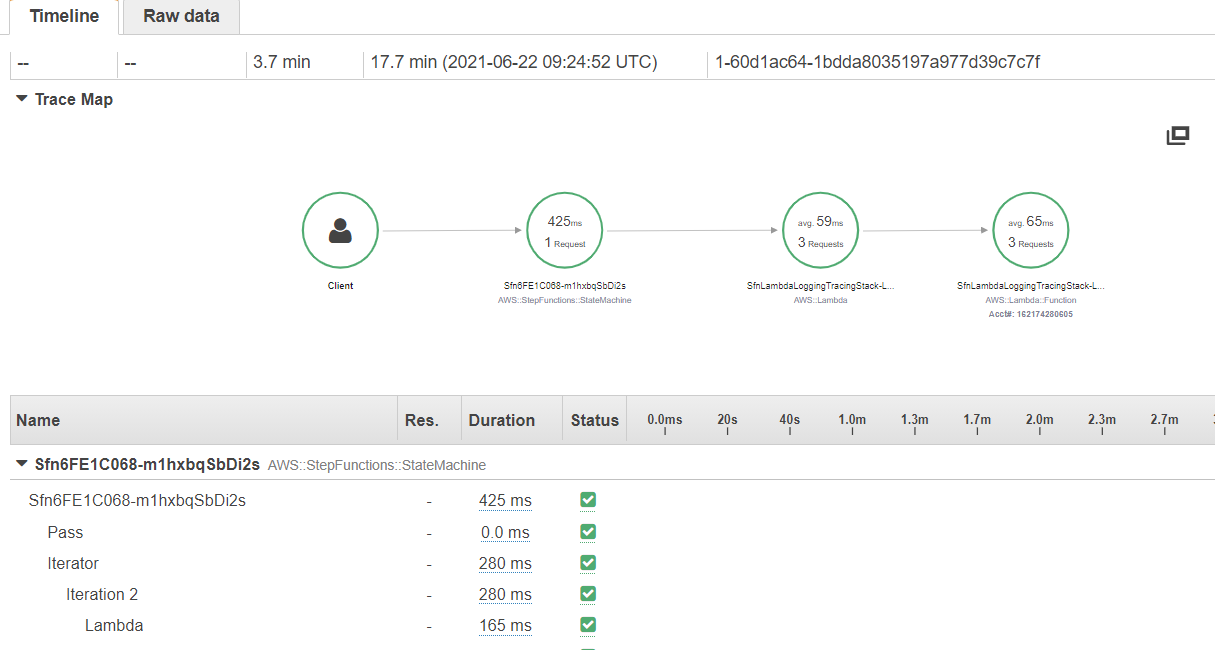 Timeline Raw data
-- -- 3.7 min 17.7 min (2021-06-22 09:24:52 UTC) 1-60d1ac64-1bdda8035197a977d39c7c7f
Trace Map
425ms avg. 59ms avg. 65ms
1 Request 3 Requests 3 Requests
Client Sfn6FE1C068-m1hxbqSbDi2s SfnLambdaLoggingTracingStack-L... SfnLambdaLoggingTracingStack-L...
AWS::StepFunctions::StateMachine AWS::Lambda AWS::Lambda::Function
Acct#: 162174280605
Name Res. Duration Status 0.0ms 20s 40s 1.0m 1.3m 1.7m 2.0m 2.3m 2.7m
Sfn6FE1C068-m1hxbqSbDi2s AWS::StepFunctions::StateMachine
Sfn6FE1C068-m1hxbqSbDi2s - 425 ms
Pass - 0.0 ms
Iterator - 280 ms
Iteration 2 - 280 ms
Lambda - 165 ms